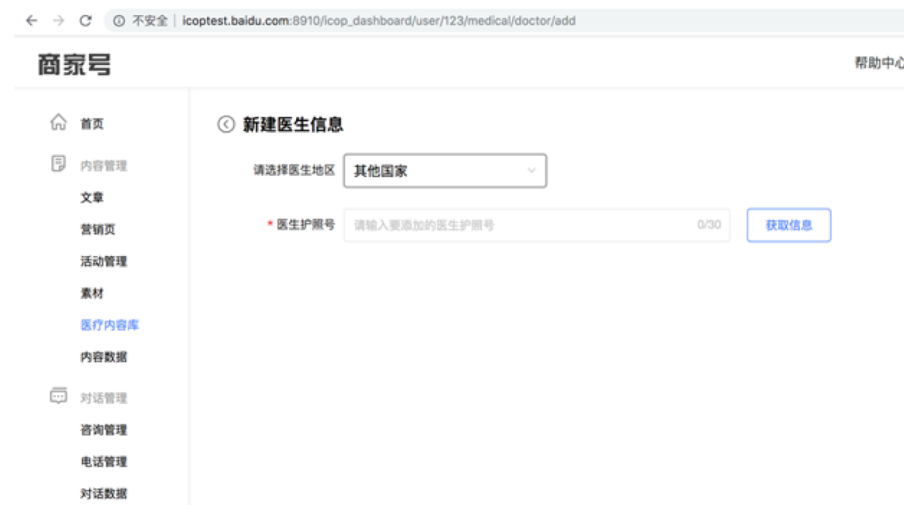 不安全 | icoptest.baidu.com:8910/icop_dashboard/user/123/medical/doctor/add
商家号
帮助中心
首页
新建医生信息
内容管理
请选择医生地区 其他国家
文章
* 医生护照号 请输入要添加的医生护照号 0/30 获取信息
营销页
活动管理
素材
医疗内容库
内容数据
对话管理
咨询管理
电话管理
对话数据